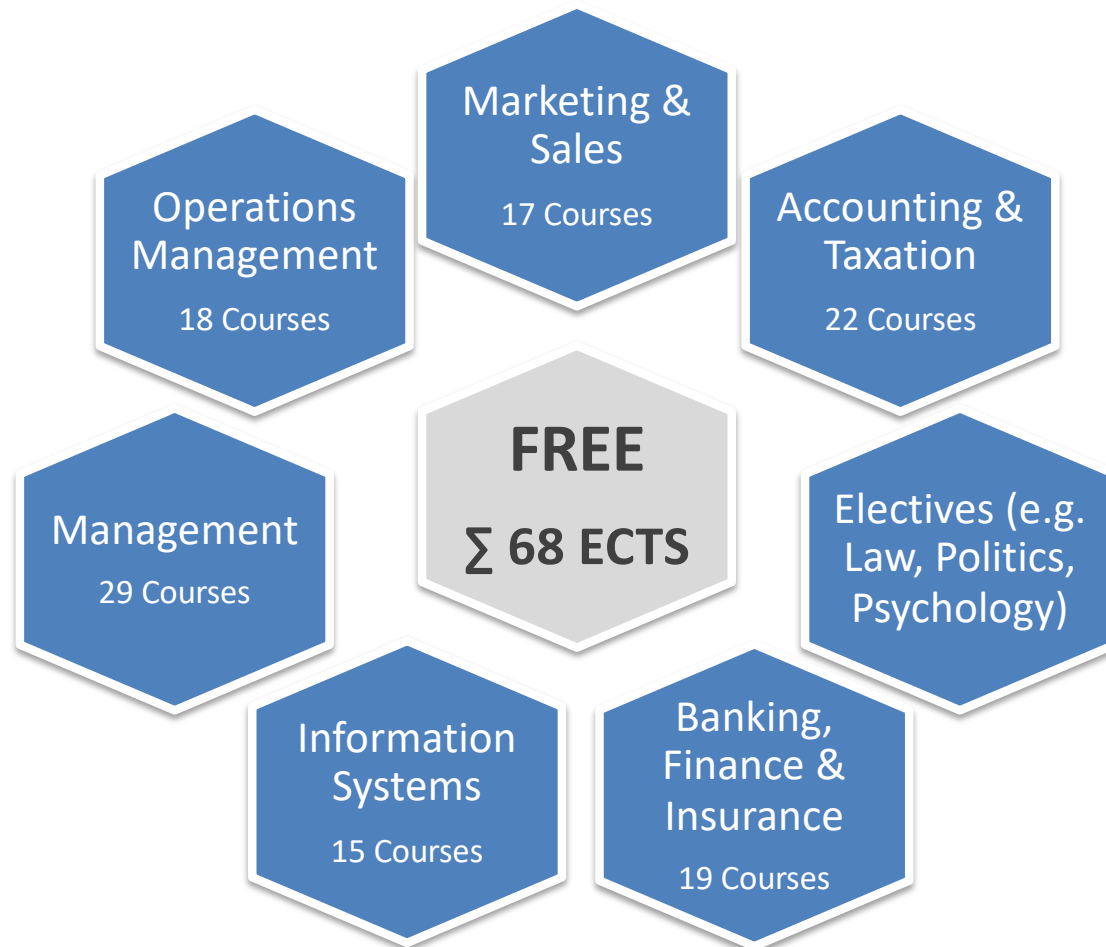 Marketing &
Sales
17 Courses
Operations
Management
18 Courses
Accounting &
Taxation
22 Courses
FREE
∑ 68 ECTS
Management
29 Courses
Electives (e.g.
Law, Politics,
Psychology)
Information
Systems
15 Courses
Banking,
Finance &
Insurance
19 Courses